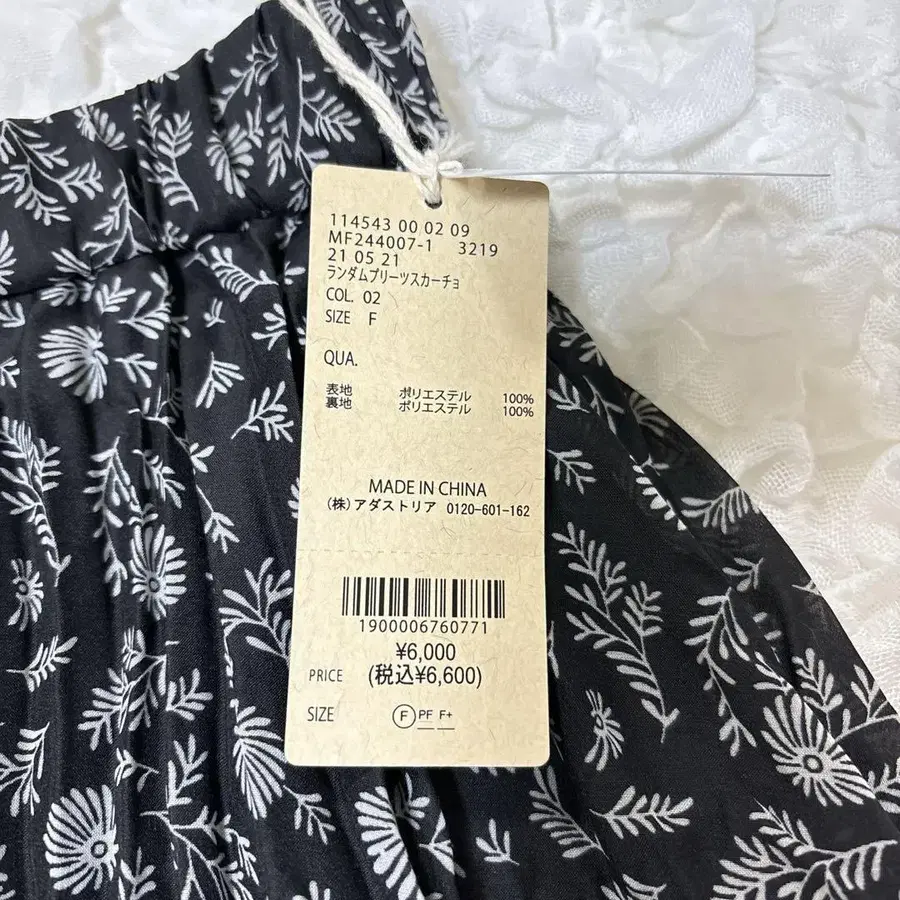 114543 00 02 09
MF244007-1 3219
21 05 21
ランダムプリーツスカーチョ
COL. 02
SIZE F
QUA.
表地 ポリエステル 100%
裏地 ポリエステル 100%
MADE IN CHINA
(株)アダストリア 0120-601-162
1900006760771
¥6,000
PRICE (税込¥6,600)
SIZE F PF F+